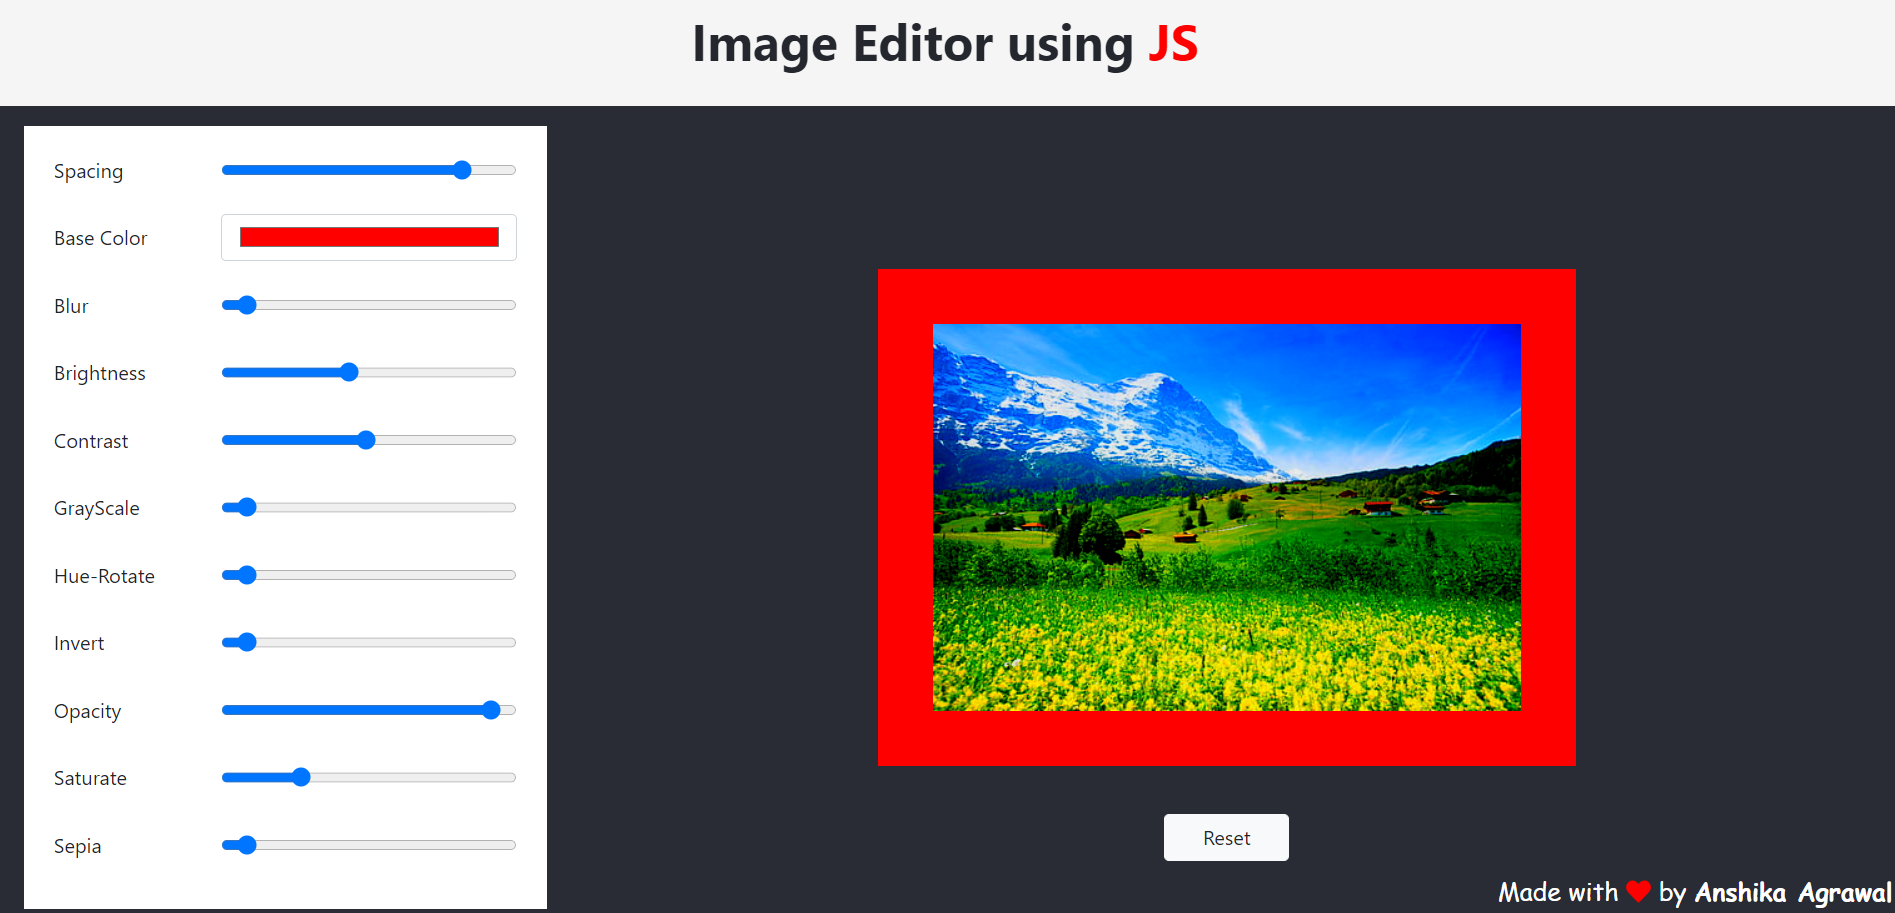 Image Editor using JS
Spacing
Base Color
Blur
Brightness
Contrast
GrayScale
Hue-Rotate
Invert
Opacity
Saturate
Sepia
Reset
Made with ❤ by Anshika Agrawal